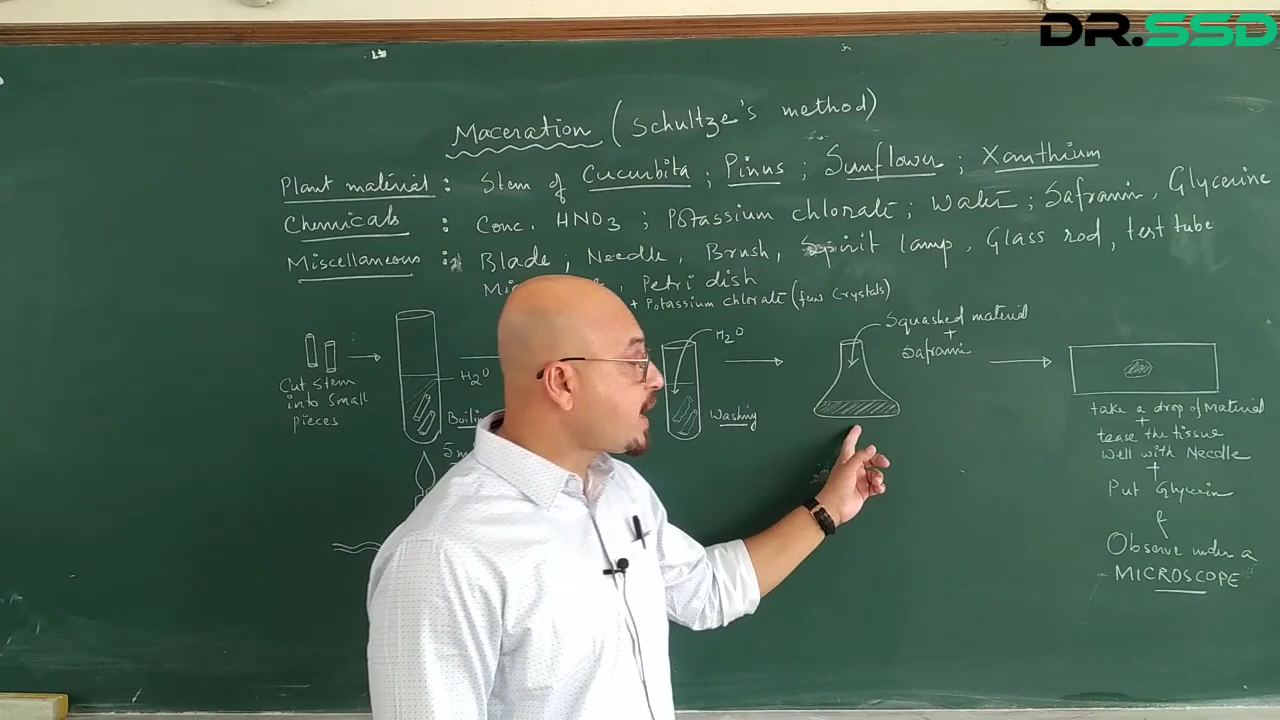 DR.SSD
Maceration (Schultze's method)
Plant material : Stem of Cucurbita ; Pinus ; Sunflower ; Xanthium
Chemicals : Conc. HNO3 ; Potassium chlorate ; Water ; Safranin, Glycerine
Miscellaneous : Blade, Needle, Brush, Spirit lamp, Glass rod, test tube
Petri dish
+ Potassium chlorate (few Crystals)
Cut stem
into small
pieces
H2O
H2O
Washing
Squashed material
+
Safranin
take a drop of Material
+
tease the tissue
well with Needle
+
Put Glycerin
&
Observe under a
MICROSCOPE